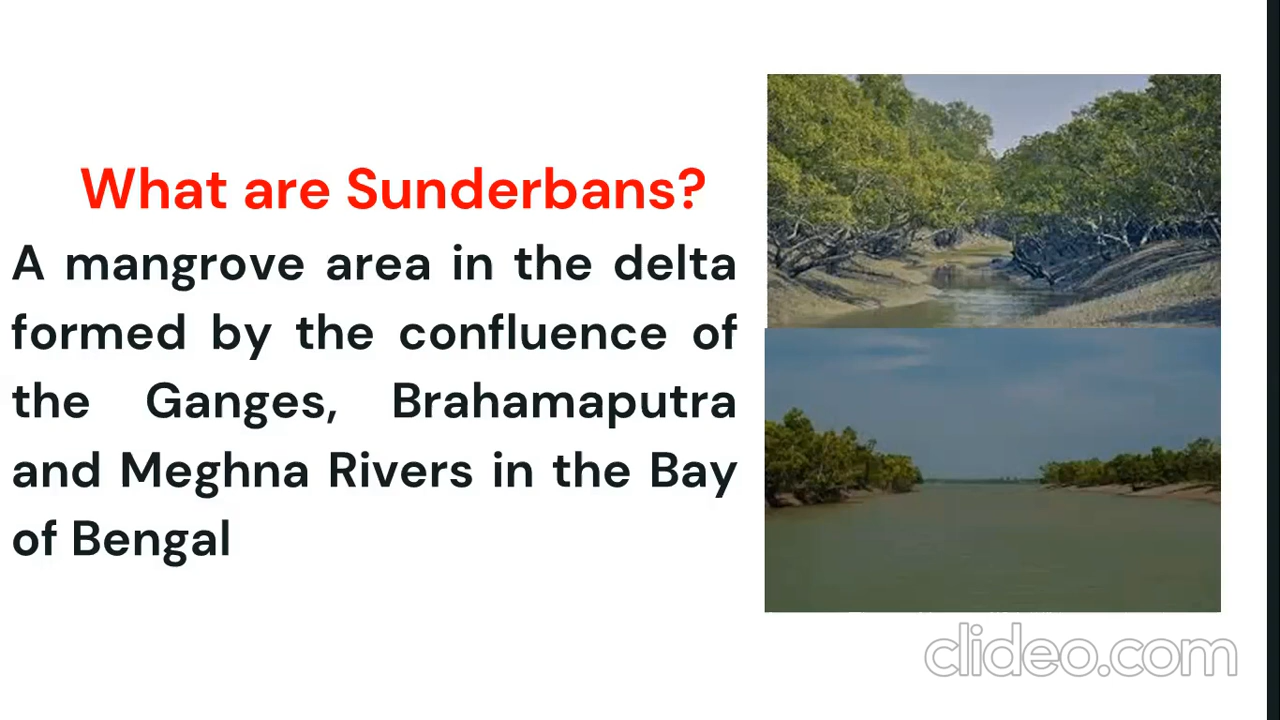 What are Sunderbans?
A mangrove area in the delta
formed by the confluence of
the Ganges, Brahamaputra
and Meghna Rivers in the Bay
of Bengal
clideo.com